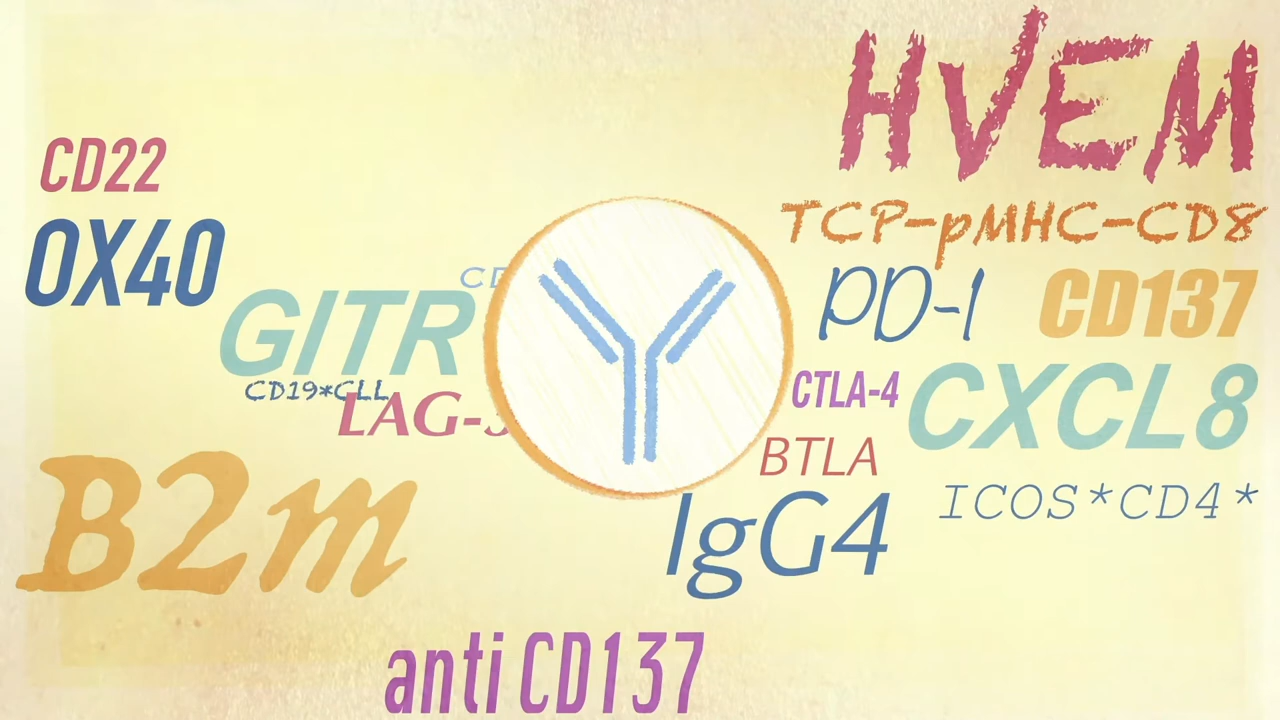 HVEM
CD22
TCP-pMHC-CD8
OX40
PD-1
CD137
GITR
CD19*CLL
LAG-
CTLA-4
CXCL8
BTLA
B2m
IgG4
ICOS*CD4*
anti CD137